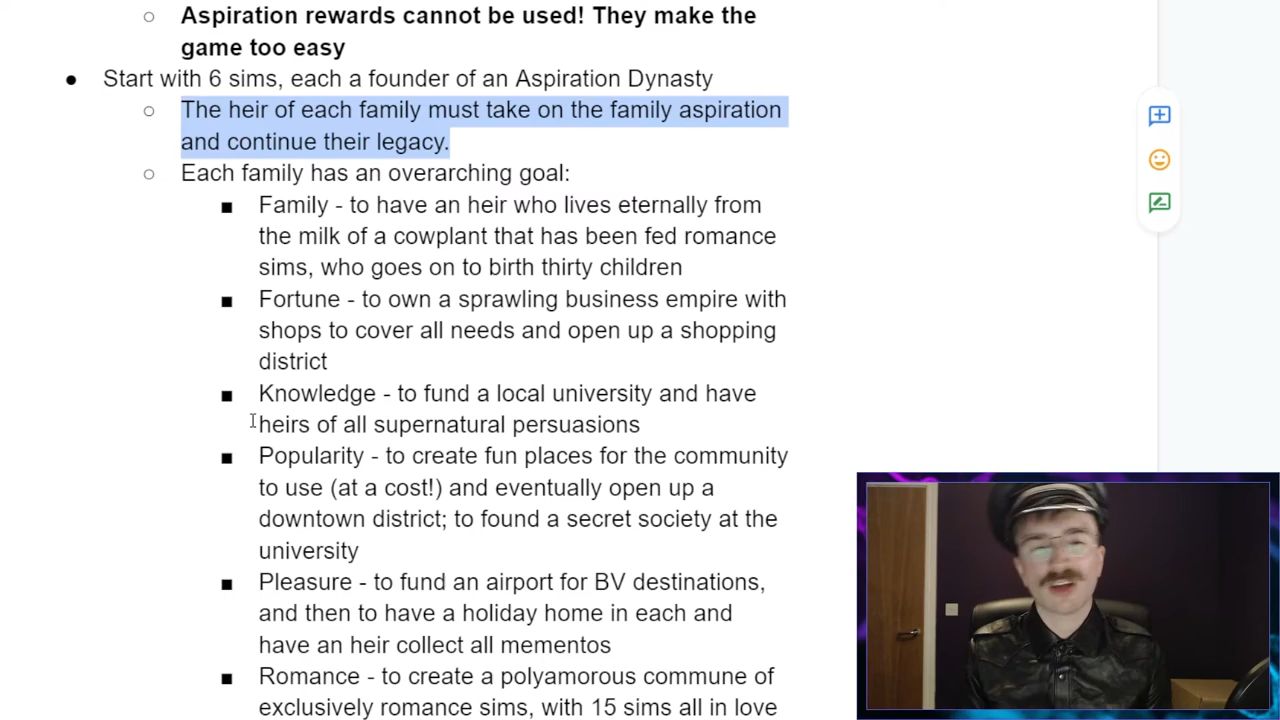 Aspiration rewards cannot be used! They make the
game too easy
Start with 6 sims, each a founder of an Aspiration Dynasty
The heir of each family must take on the family aspiration
and continue their legacy.
Each family has an overarching goal:
Family - to have an heir who lives eternally from
the milk of a cowplant that has been fed romance
sims, who goes on to birth thirty children
Fortune - to own a sprawling business empire with
shops to cover all needs and open up a shopping
district
Knowledge - to fund a local university and have
heirs of all supernatural persuasions
Popularity - to create fun places for the community
to use (at a cost!) and eventually open up a
downtown district; to found a secret society at the
university
Pleasure - to fund an airport for BV destinations,
and then to have a holiday home in each and
have an heir collect all mementos
Romance - to create a polyamorous commune of
exclusively romance sims, with 15 sims all in love